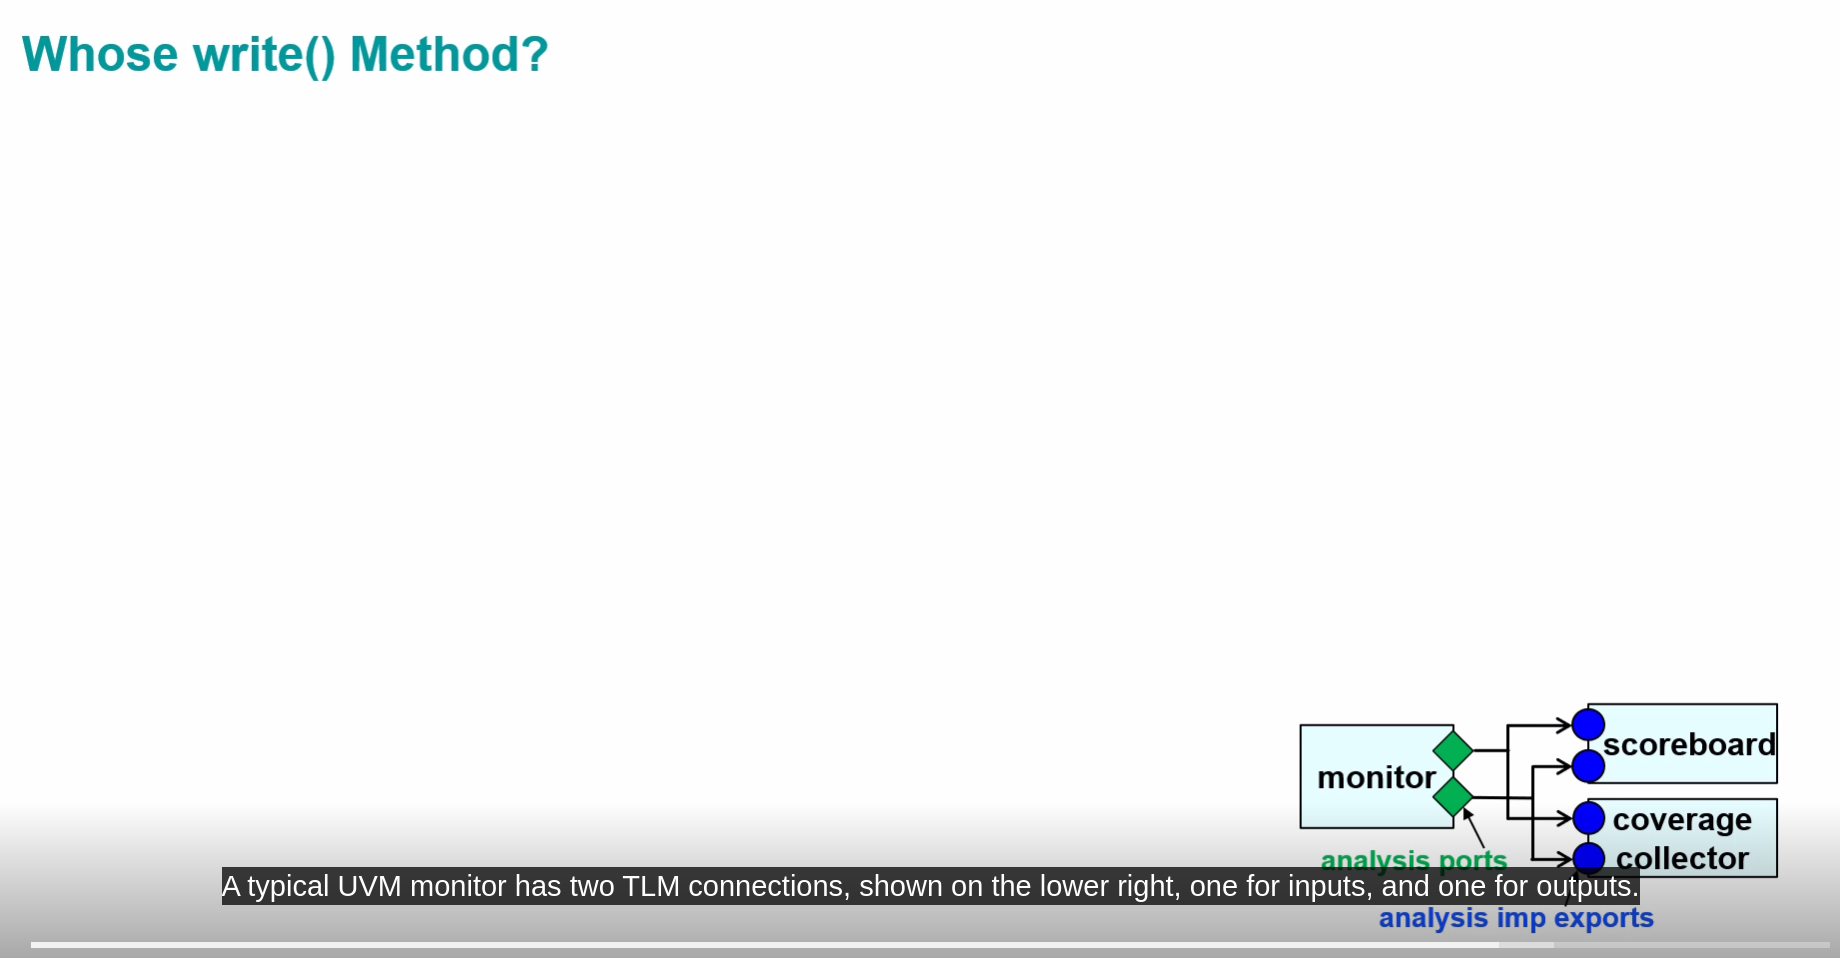 Whose write() Method?
scoreboard
monitor
coverage
collector
analysis ports
A typical UVM monitor has two TLM connections, shown on the lower right, one for inputs, and one for outputs.
analysis imp exports